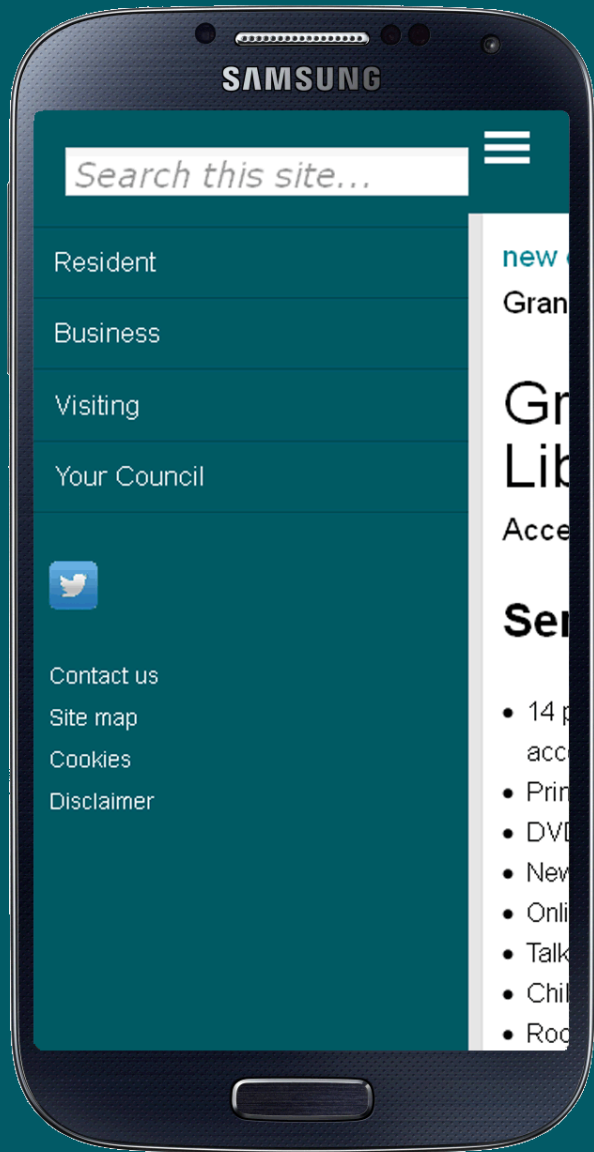 SAMSUNG
Search this site...
Resident
Business
Visiting
Your Council
Contact us
Site map
Cookies
Disclaimer
new
Gran
Gr
Lib
Acce
Ser
14 p
acc
Prin
DVD
New
Onli
Talk
Chil
Roo